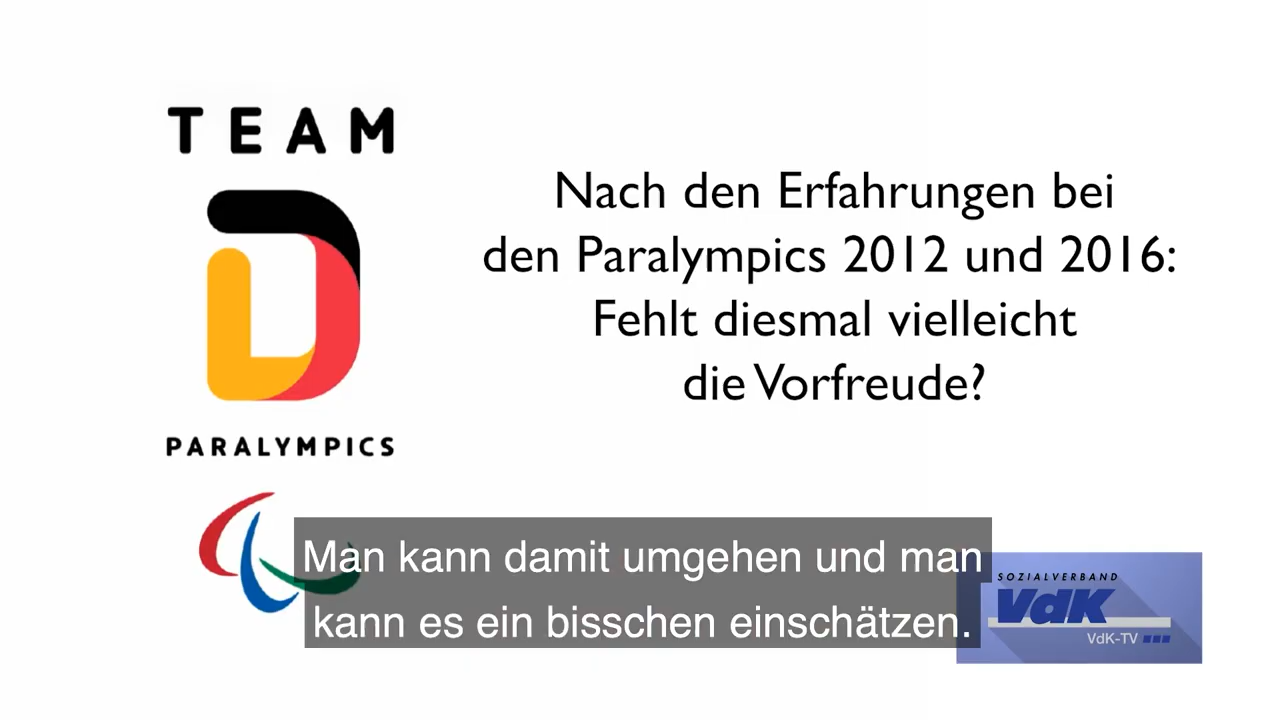 TEAM
PARALYMPICS
Nach den Erfahrungen bei
den Paralympics 2012 und 2016:
Fehlt diesmal vielleicht
die Vorfreude?
Man kann damit umgehen und man
kann es ein bisschen einschätzen.
SOZIALVERBAND
VdK
VdK-TV